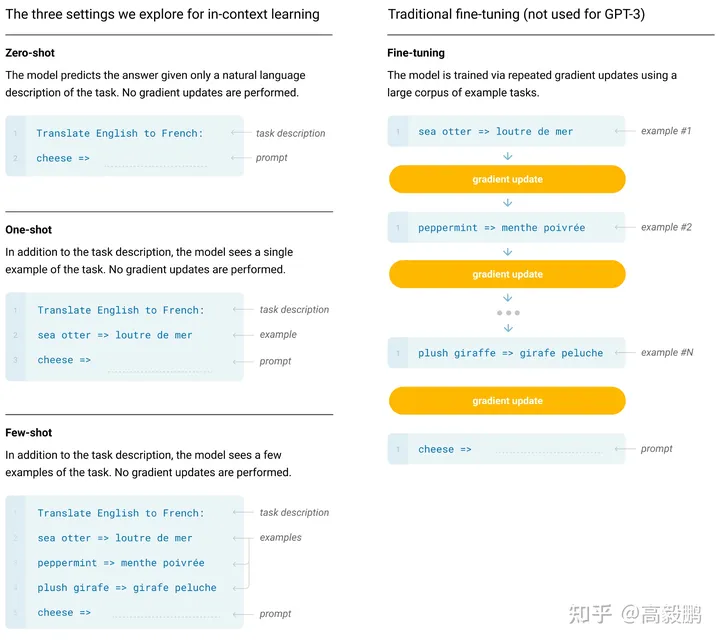 The three settings we explore for in-context learning
Zero-shot
The model predicts the answer given only a natural language
description of the task. No gradient updates are performed.
1 Translate English to French: task description
2 cheese => prompt
One-shot
In addition to the task description, the model sees a single
example of the task. No gradient updates are performed.
1 Translate English to French: task description
2 sea otter => loutre de mer example
3 cheese => prompt
Few-shot
In addition to the task description, the model sees a few
examples of the task. No gradient updates are performed.
1 Translate English to French: task description
2 sea otter => loutre de mer examples
3 peppermint => menthe poivrée
4 plush girafe => girafe peluche
5 cheese => prompt
Traditional fine-tuning (not used for GPT-3)
Fine-tuning
The model is trained via repeated gradient updates using a
large corpus of example tasks.
1 sea otter => loutre de mer example #1
gradient update
1 peppermint => menthe poivrée example #2
gradient update
1 plush giraffe => girafe peluche example #N
gradient update
1 cheese => prompt
知乎 @高毅鹏